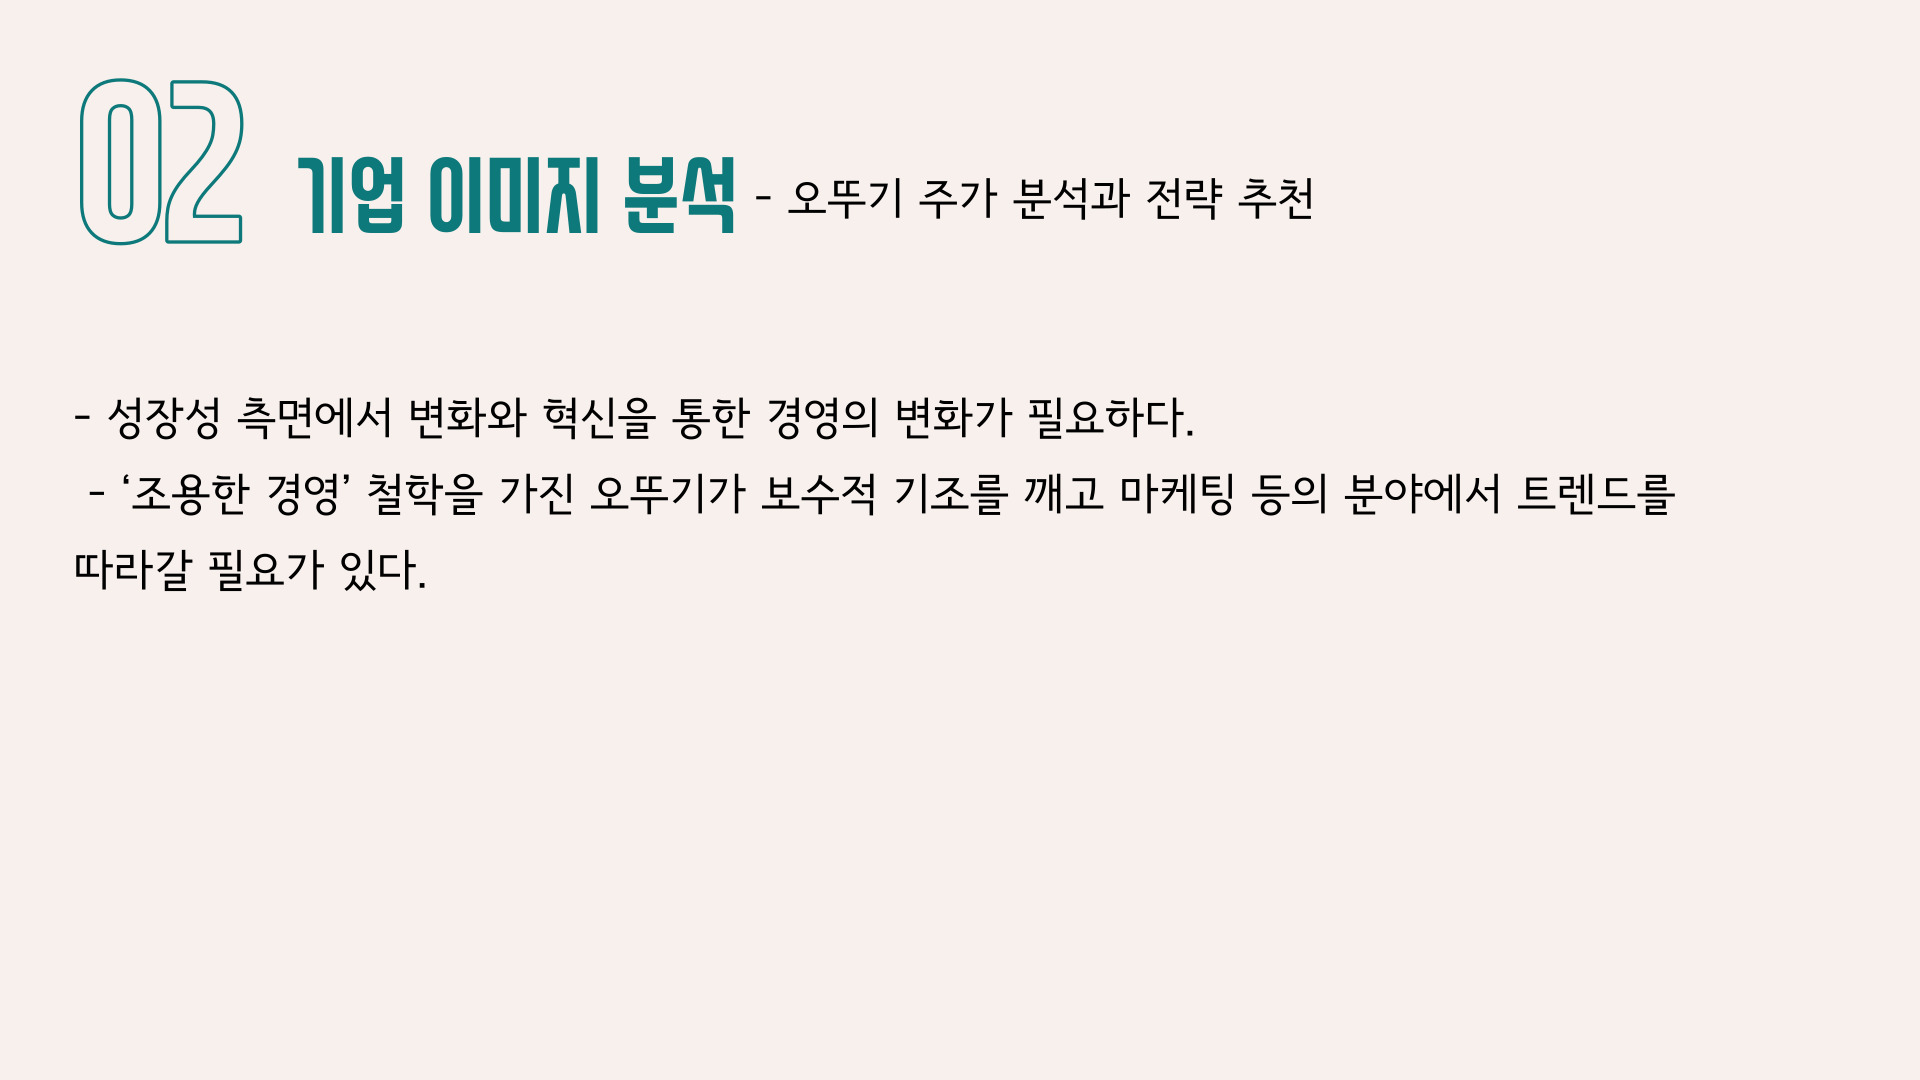 02 기업 이미지 분석 - 오뚜기 주가 분석과 전략 추천
- 성장성 측면에서 변화와 혁신을 통한 경영의 변화가 필요하다.
- ‘조용한 경영’ 철학을 가진 오뚜기가 보수적 기조를 깨고 마케팅 등의 분야에서 트렌드를
따라갈 필요가 있다.